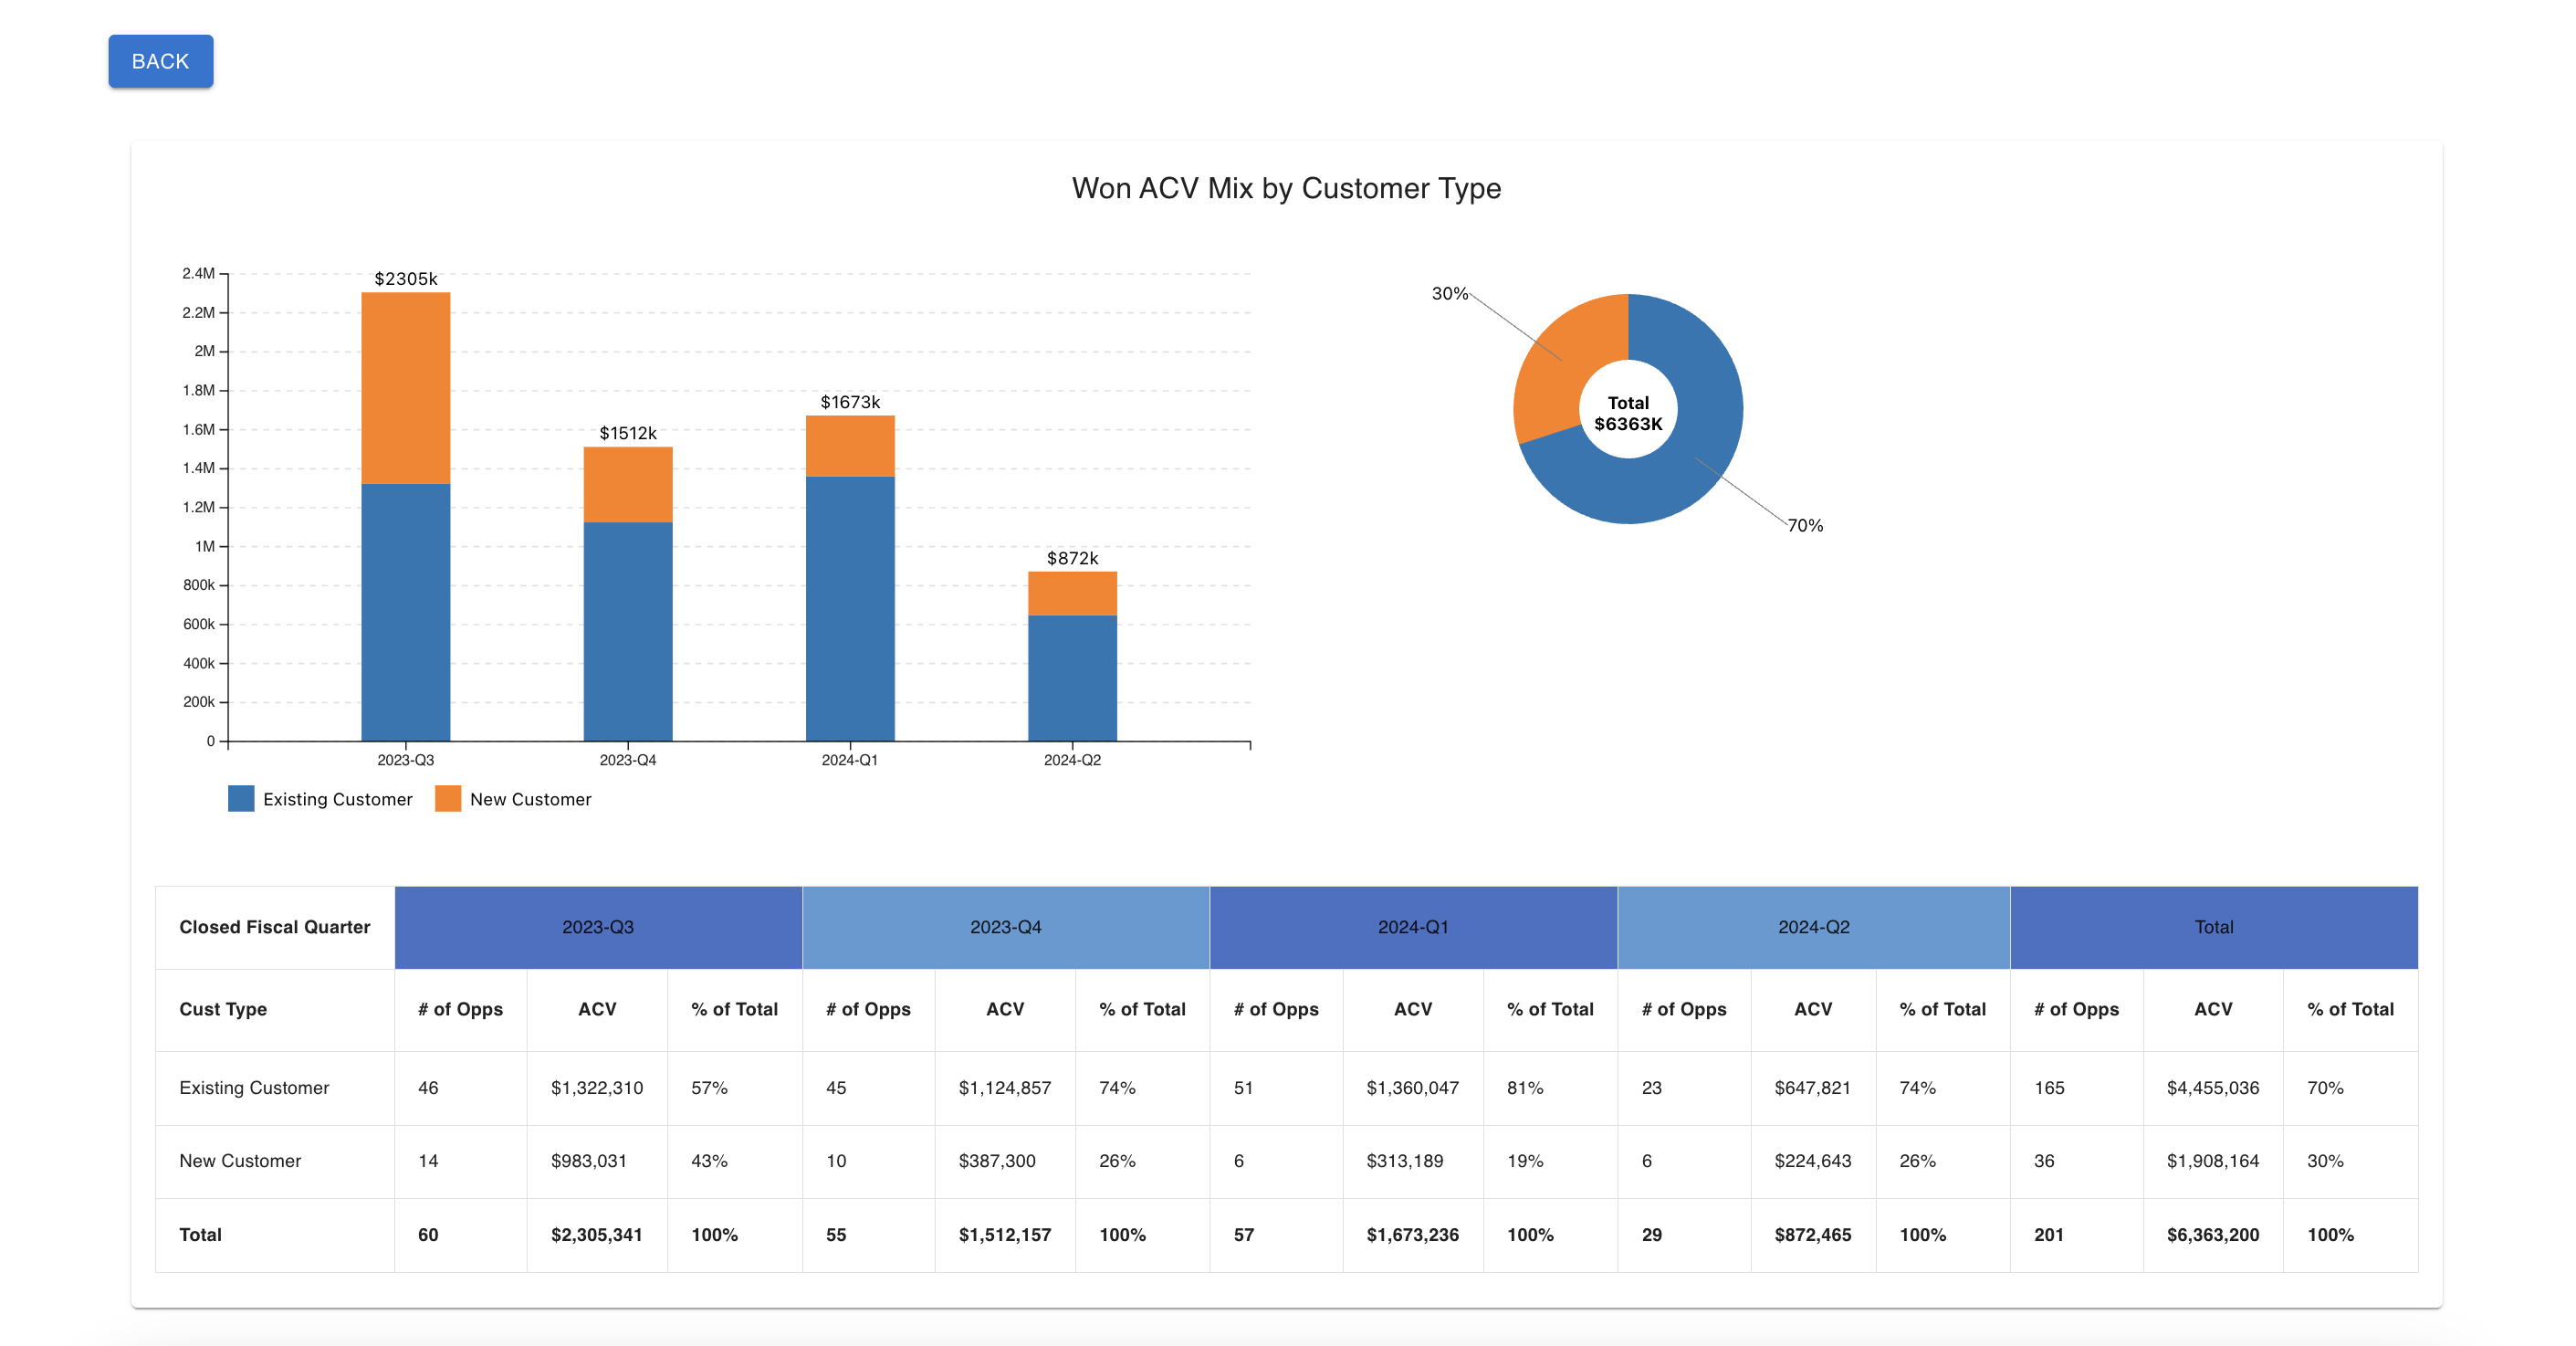 BACK
Won ACV Mix by Customer Type
2.4M
2.2M
2M
1.8M
1.6M
1.4M
1.2M
1M
800k
600k
400k
200k
0
$2305k
$1512k
$1673k
$872k
2023-Q3 2023-Q4 2024-Q1 2024-Q2
Existing Customer New Customer
30%
Total
$6363K
70%
Closed Fiscal Quarter 2023-Q3 2023-Q4 2024-Q1 2024-Q2 Total
Cust Type # of Opps ACV % of Total # of Opps ACV % of Total # of Opps ACV % of Total # of Opps ACV % of Total # of Opps ACV % of Total
Existing Customer 46 $1,322,310 57% 45 $1,124,857 74% 51 $1,360,047 81% 23 $647,821 74% 165 $4,455,036 70%
New Customer 14 $983,031 43% 10 $387,300 26% 6 $313,189 19% 6 $224,643 26% 36 $1,908,164 30%
Total 60 $2,305,341 100% 55 $1,512,157 100% 57 $1,673,236 100% 29 $872,465 100% 201 $6,363,200 100%